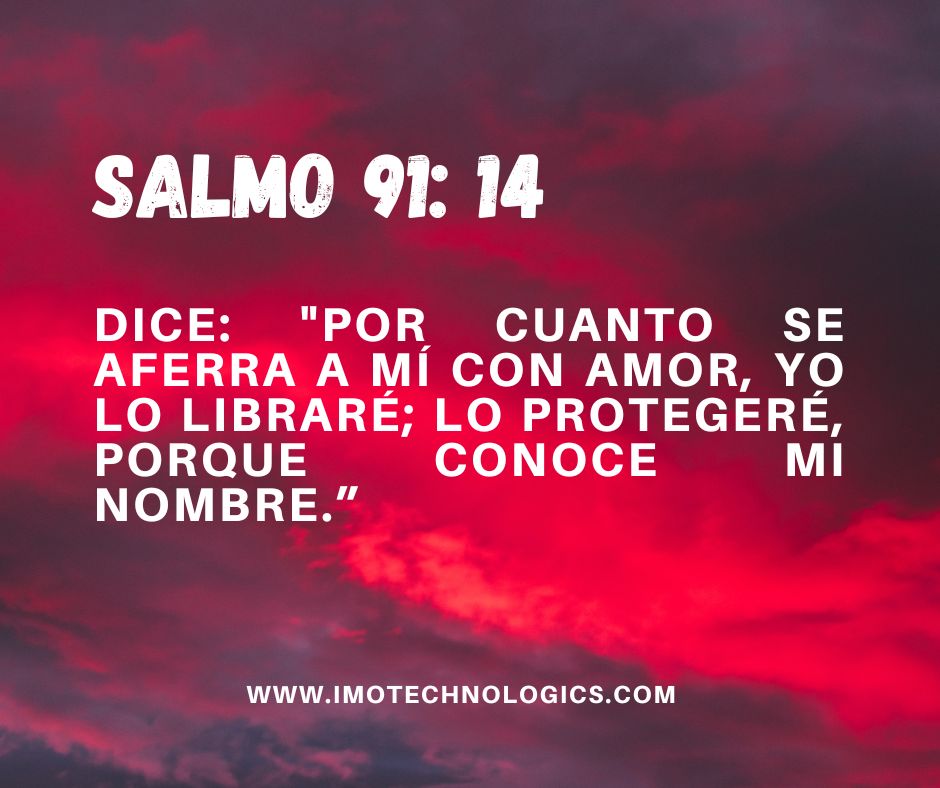 SALMO 91: 14
DICE: "POR CUANTO SE
AFERRA A MÍ CON AMOR, YO
LO LIBRARÉ; LO PROTEGERÉ,
PORQUE CONOCE MI
NOMBRE.”
WWW.IMOTECHNOLOGICS.COM